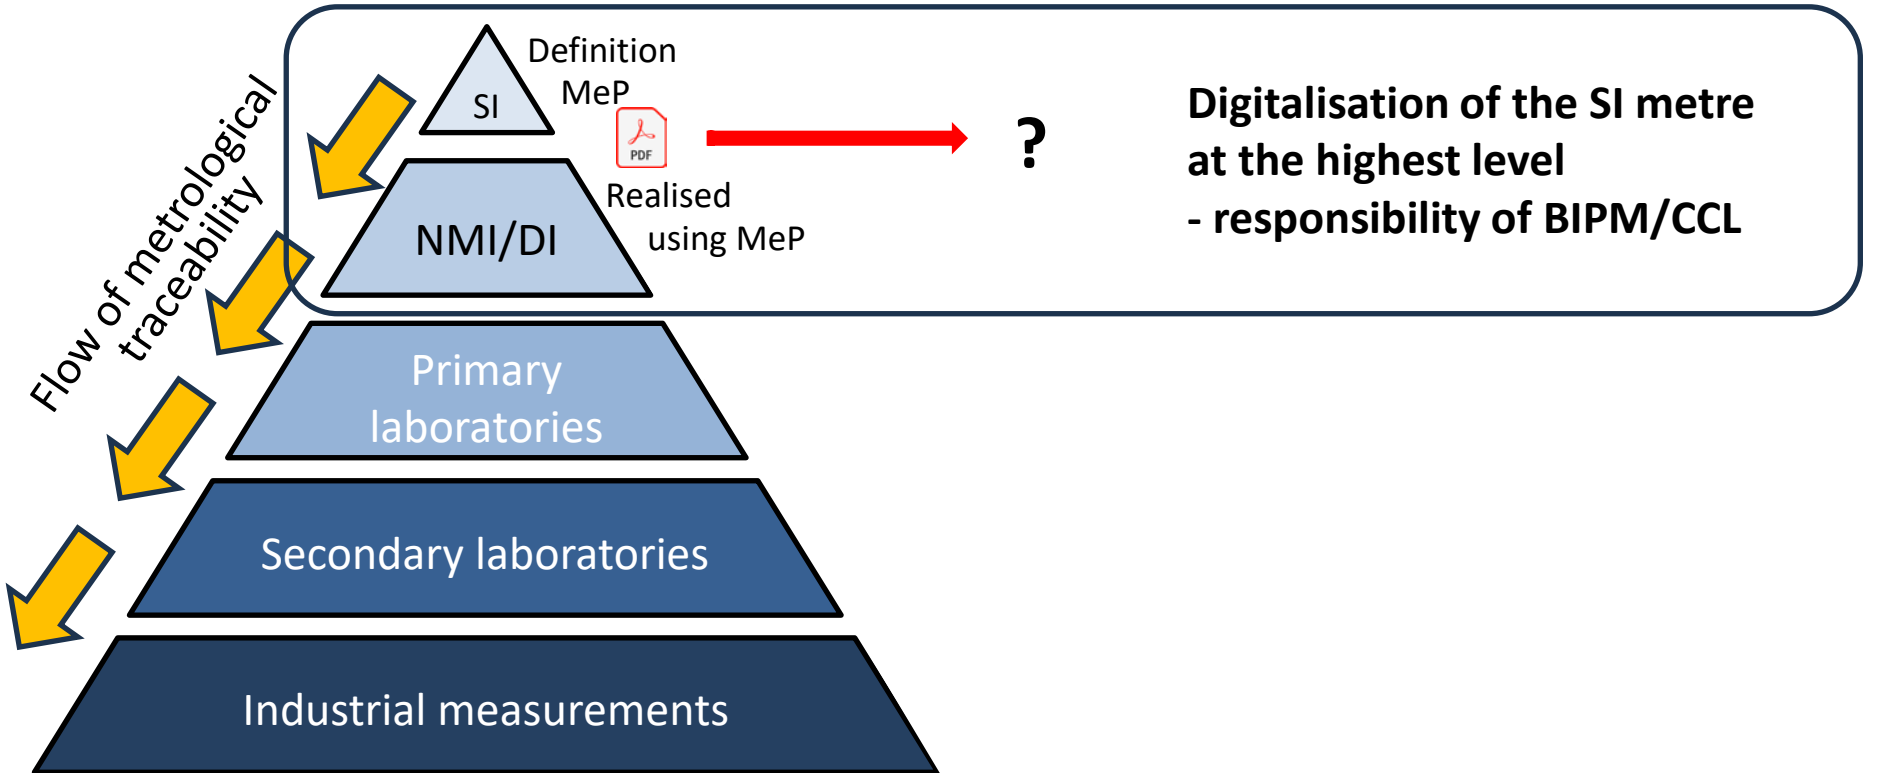 Flow of metrological
traceability
SI
Definition
MeP
PDF
Realised
using MeP
NMI/DI
?
Digitalisation of the SI metre
at the highest level
- responsibility of BIPM/CCL
Primary
laboratories
Secondary laboratories
Industrial measurements